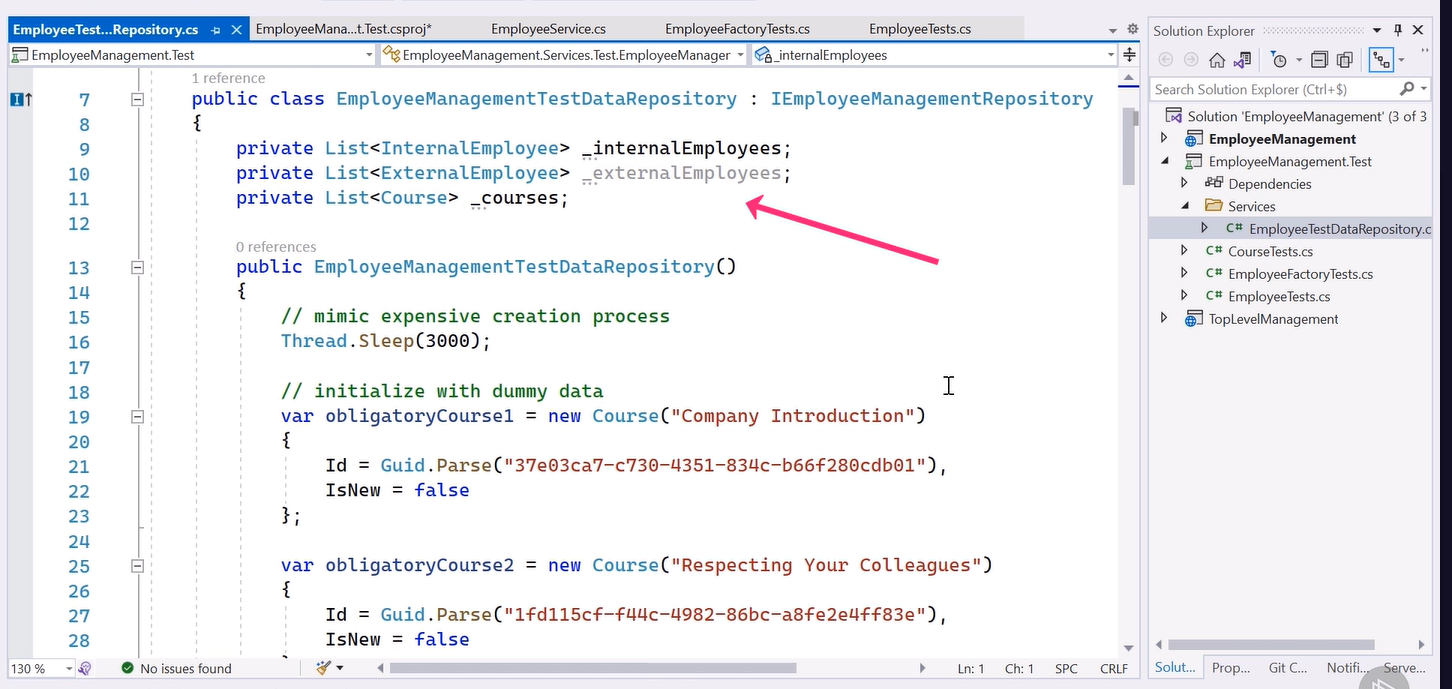 EmployeeTest...Repository.cs
EmployeeMana...t.Test.csproj*
EmployeeService.cs
EmployeeFactoryTests.cs
EmployeeTests.cs
EmployeeManagement.Test
EmployeeManagement.Services.Test.EmployeeManager
_internalEmployees
1 reference
7 public class EmployeeManagementTestDataRepository : IEmployeeManagementRepository
8 {
9 private List<InternalEmployee> _internalEmployees;
10 private List<ExternalEmployee> _externalEmployees;
11 private List<Course> _courses;
12
0 references
13 public EmployeeManagementTestDataRepository()
14 {
15 // mimic expensive creation process
16 Thread.Sleep(3000);
17
18 // initialize with dummy data
19 var obligatoryCourse1 = new Course("Company Introduction")
20 {
21 Id = Guid.Parse("37e03ca7-c730-4351-834c-b66f280cdb01"),
22 IsNew = false
23 };
24
25 var obligatoryCourse2 = new Course("Respecting Your Colleagues")
26 {
27 Id = Guid.Parse("1fd115cf-f44c-4982-86bc-a8fe2e4ff83e"),
28 IsNew = false
130 %
No issues found
Ln: 1
Ch: 1
SPC
CRLF
Solution Explorer
Search Solution Explorer (Ctrl+$)
Solution 'EmployeeManagement' (3 of 3
EmployeeManagement
EmployeeManagement.Test
Dependencies
Services
C# EmployeeTestDataRepository.c
C# CourseTests.cs
C# EmployeeFactoryTests.cs
C# EmployeeTests.cs
TopLevelManagement
Solut...
Prop...
Git C...
Notifi...
Serve...